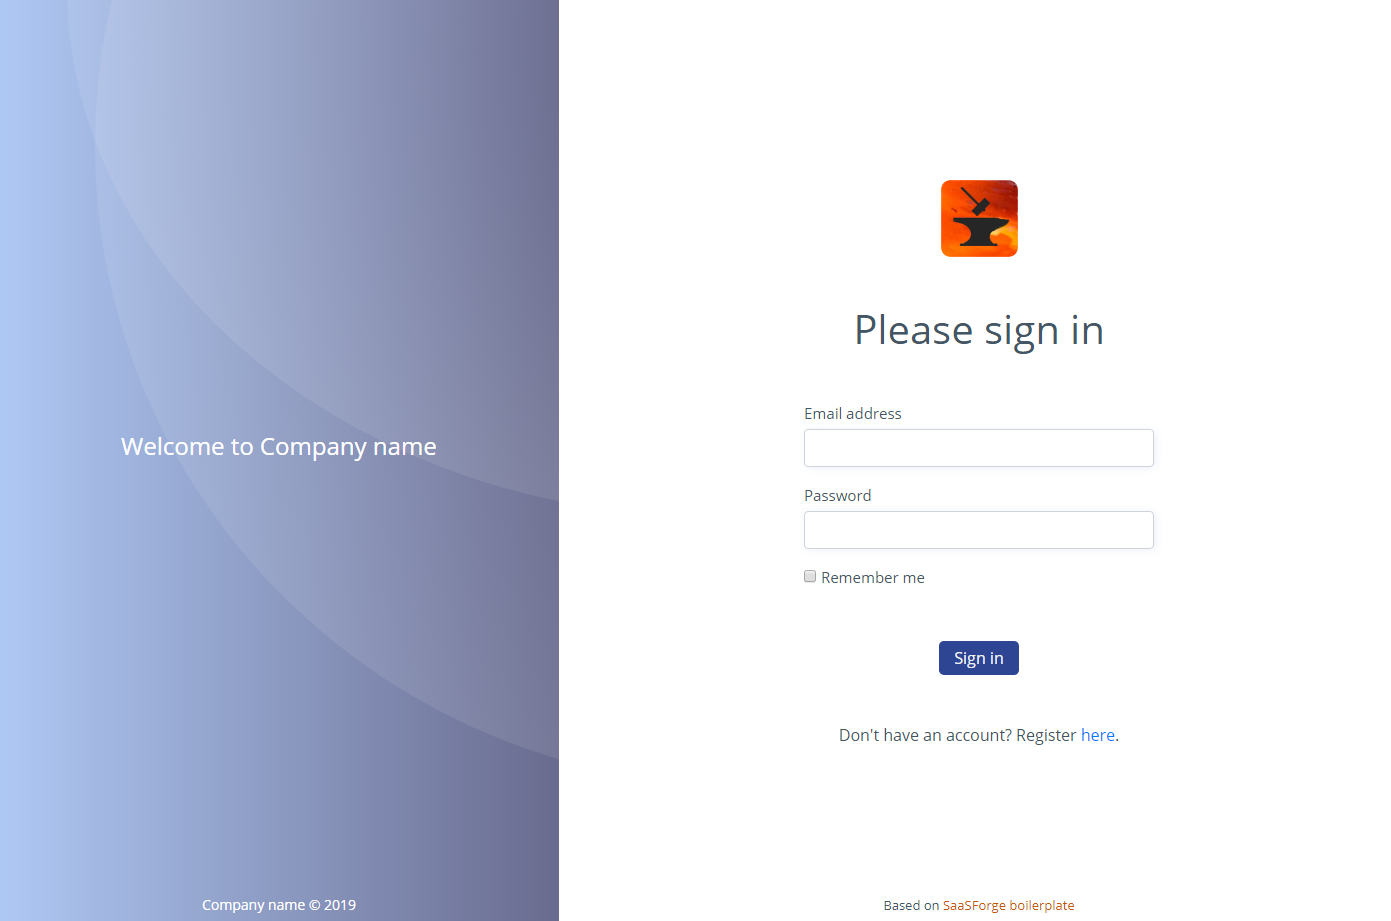 Welcome to Company name
Company name © 2019
Please sign in
Email address
Password
Remember me
Sign in
Don't have an account? Register here.
Based on SaaSForge boilerplate